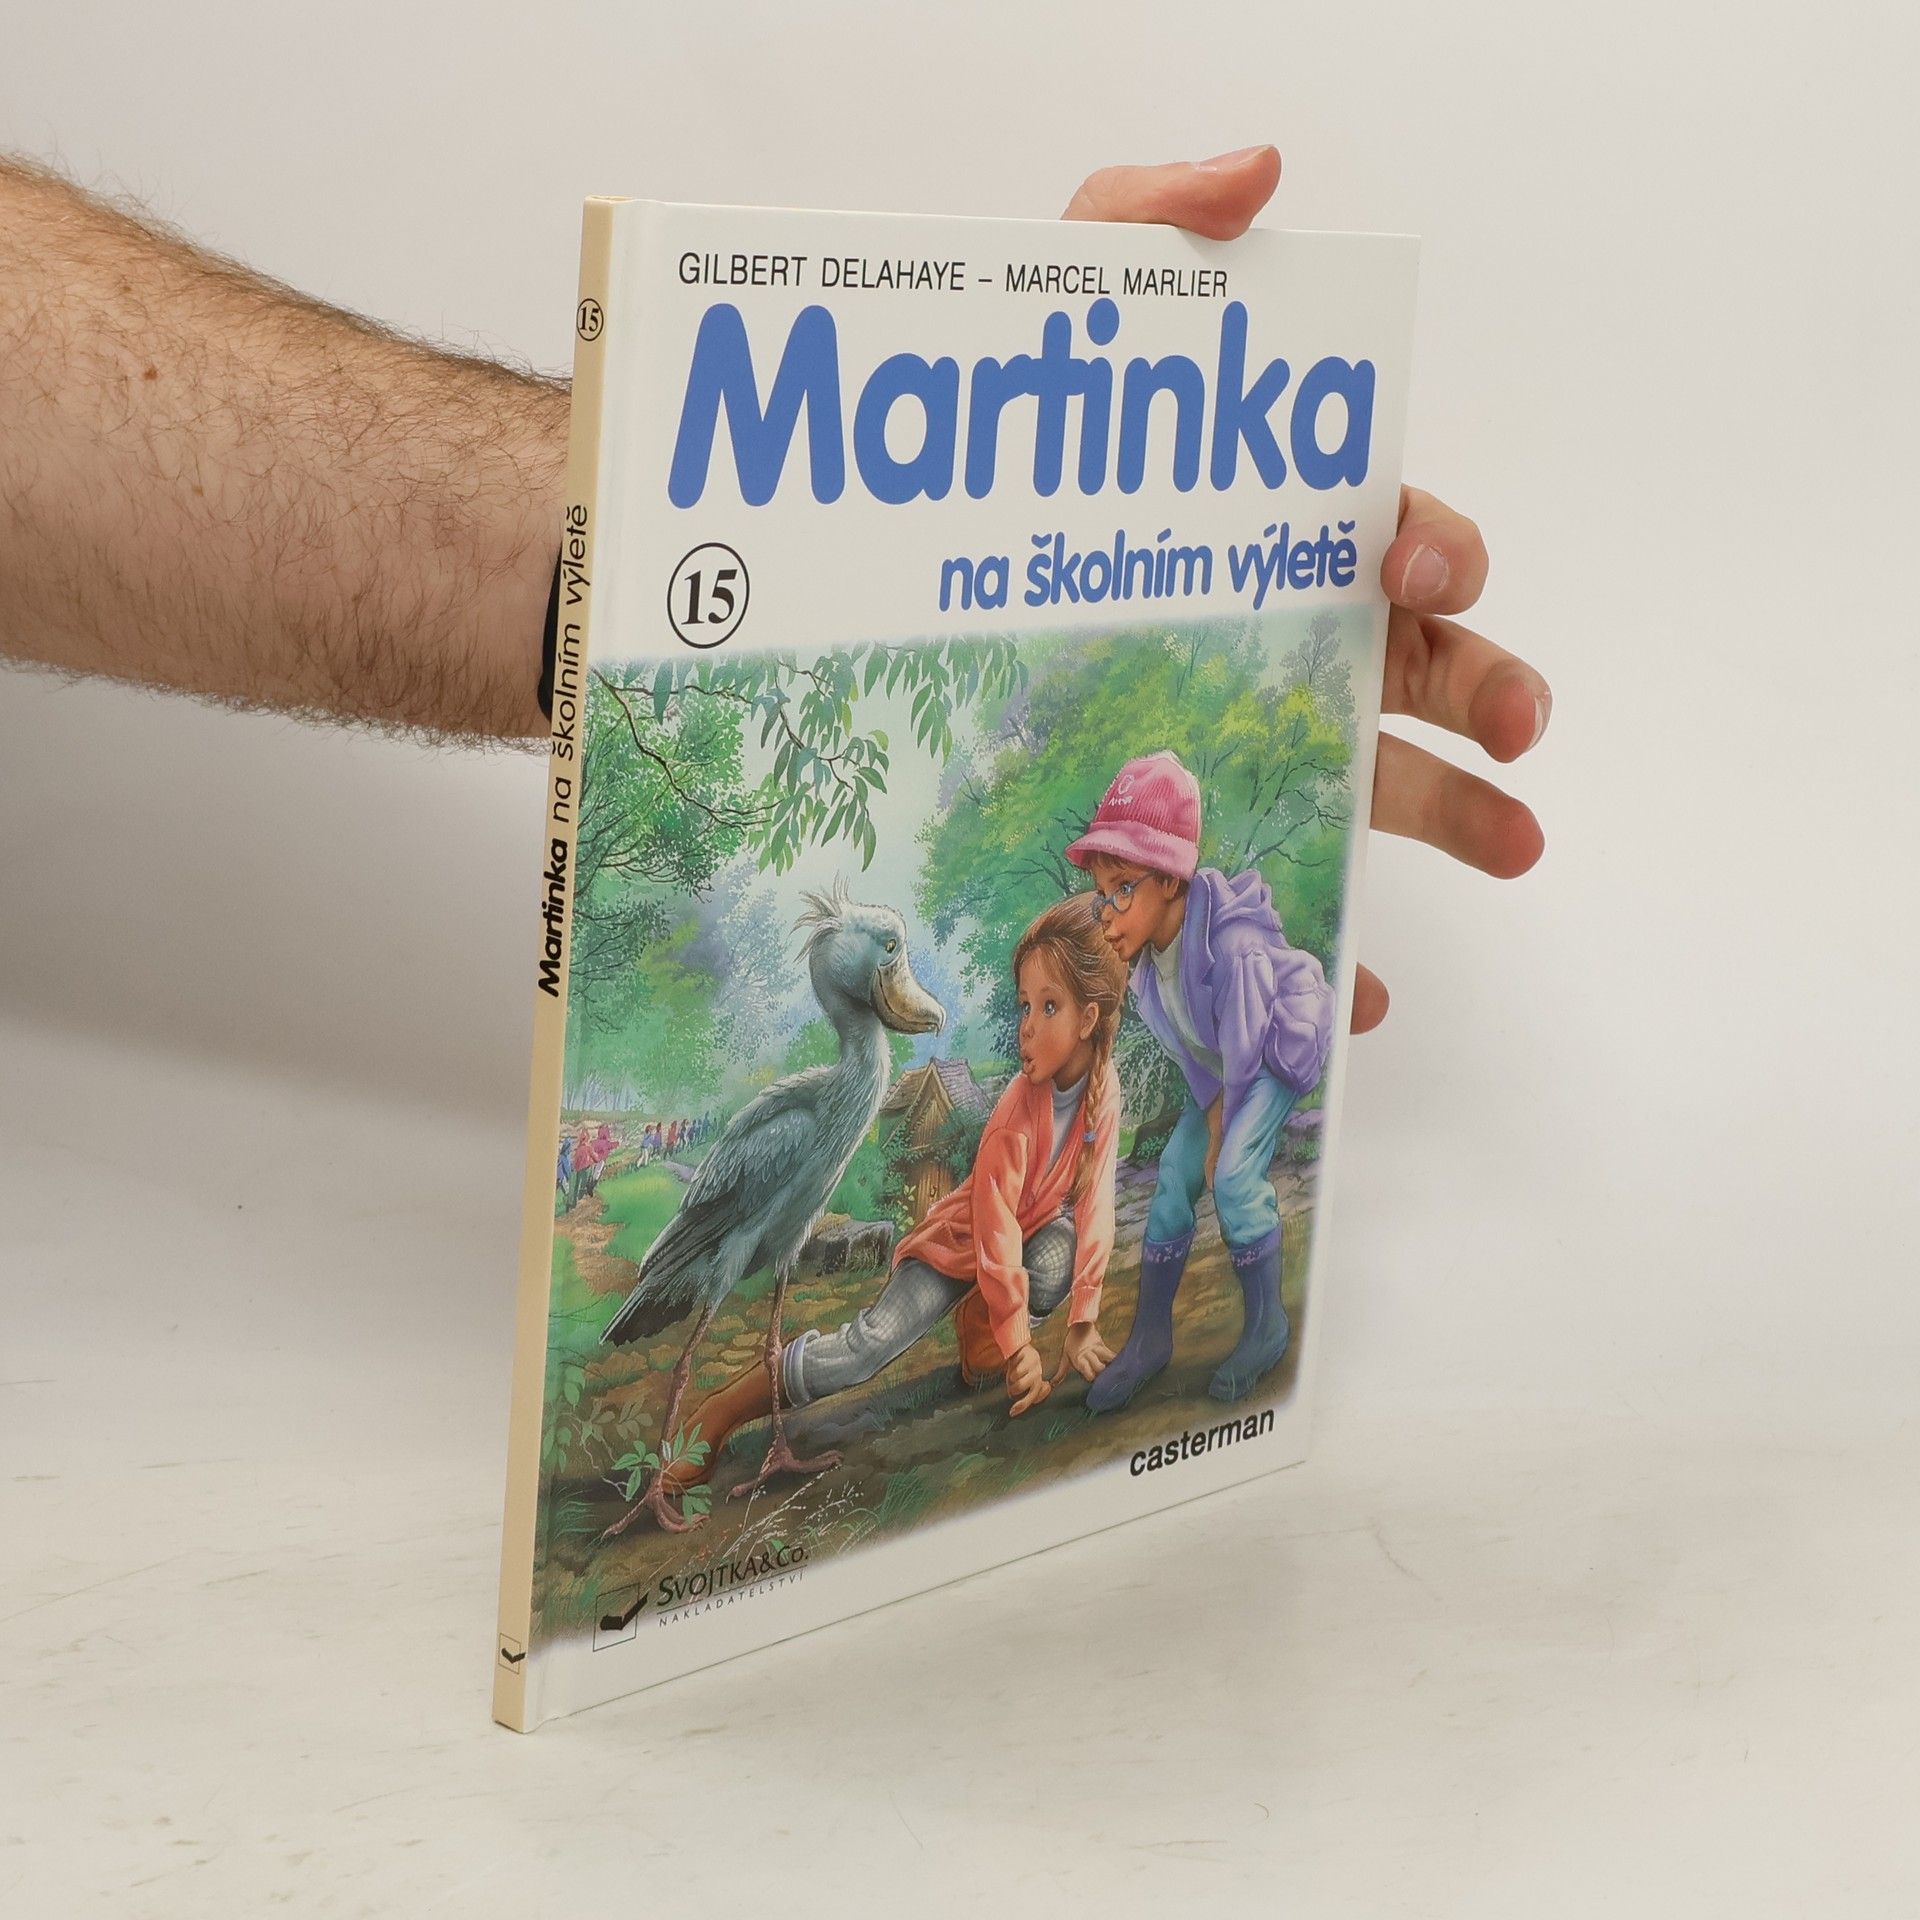 GILBERT DELAHAYE – MARCEL MARLIER
Martinka
na školním výletě
15
casterman
SVOJTKA&CO.
NAKLADATELSTVÍ
15
Martinka na školním výletě